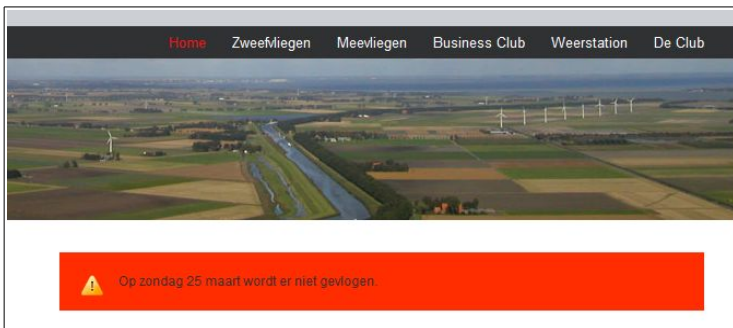 Home Zweefvliegen Meevliegen Business Club Weerstation De Club
Op zondag 25 maart wordt er niet gevlogen.